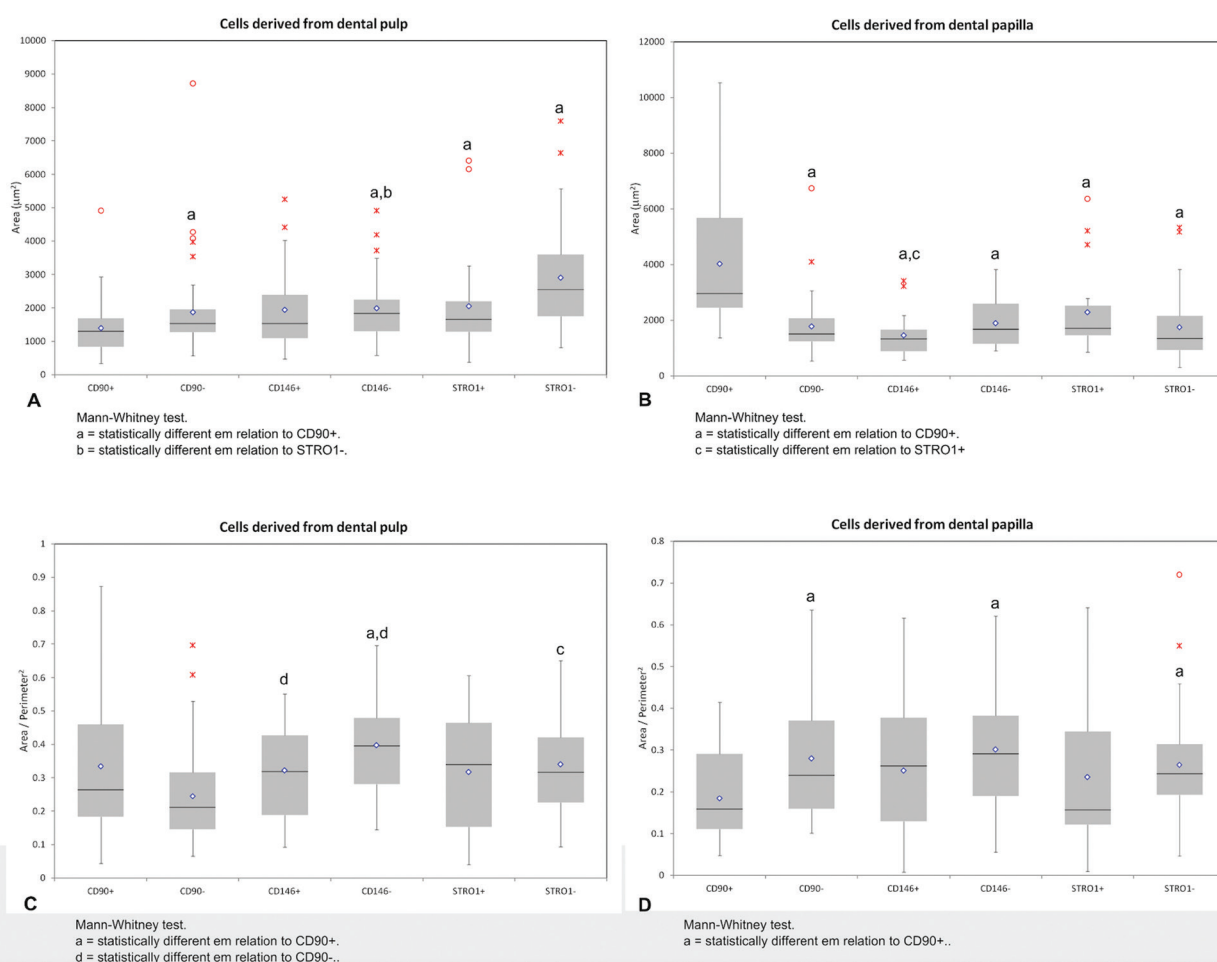 Cells derived from dental pulp
10000
9000
8000
7000
6000
5000
4000
3000
2000
1000
0
Area (µm²)
a
a,b
a
a
CD90+ CD90- CD146+ CD146- STRO1+ STRO1-
A
Mann-Whitney test.
a = statistically different em relation to CD90+.
b = statistically different em relation to STRO1-.
Cells derived from dental papilla
12000
10000
8000
6000
4000
2000
0
Area (µm²)
a
a,c
a
a
a
CD90+ CD90- CD146+ CD146- STRO1+ STRO1-
B
Mann-Whitney test.
a = statistically different em relation to CD90+.
c = statistically different em relation to STRO1+
Cells derived from dental pulp
1
0.9
0.8
0.7
0.6
0.5
0.4
0.3
0.2
0.1
0
Area / Perimeter²
d
a,d
c
CD90+ CD90- CD146+ CD146- STRO1+ STRO1-
C
Mann-Whitney test.
a = statistically different em relation to CD90+.
d = statistically different em relation to CD90-..
Cells derived from dental papilla
0.8
0.7
0.6
0.5
0.4
0.3
0.2
0.1
0
Area / Perimeter²
a
a
a
CD90+ CD90- CD146+ CD146- STRO1+ STRO1-
D
Mann-Whitney test.
a = statistically different em relation to CD90+..